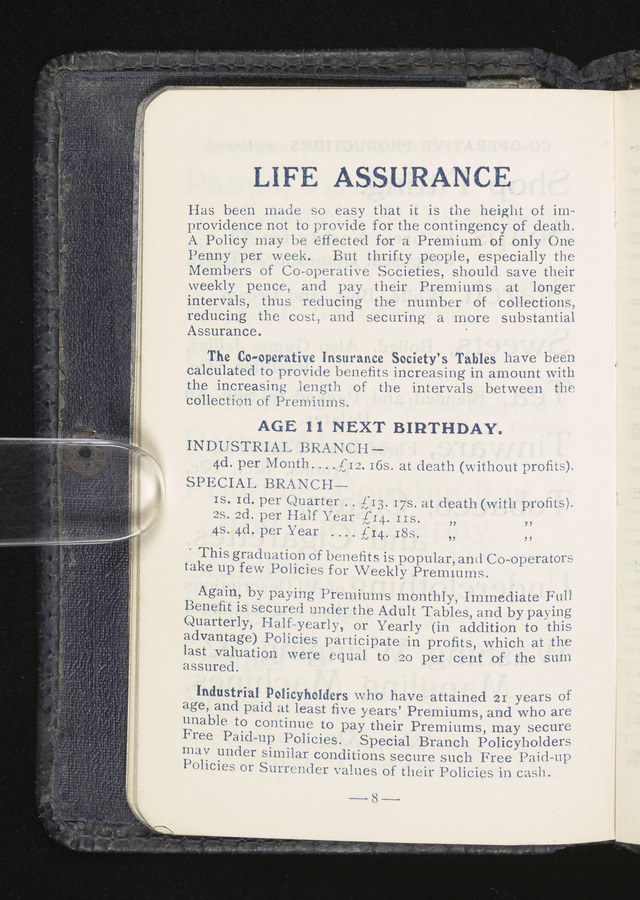 LIFE ASSURANCE
Has been made so easy that it is the height of im-
providence not to provide for the contingency of death.
A Policy may be effected for a Premium of only One
Penny per week. But thrifty people, especially the
Members of Co-operative Societies, should save their
weekly pence, and pay their Premiums at longer
intervals, thus reducing the number of collections,
reducing the cost, and securing a more substantial
Assurance.
The Co-operative Insurance Society's Tables have been
calculated to provide benefits increasing in amount with
the increasing length of the intervals between the
collection of Premiums.
AGE 11 NEXT BIRTHDAY.
INDUSTRIAL BRANCH—
4d. per Month....£12. 16s. at death (without profits).
SPECIAL BRANCH—
1s. 1d. per Quarter .. £13. 17s. at death (with profits).
2s. 2d. per Half Year £14. 11s. „ „
4s. 4d. per Year .... £14. 18s. „ „
This graduation of benefits is popular, and Co-operators
take up few Policies for Weekly Premiums.
Again, by paying Premiums monthly, Immediate Full
Benefit is secured under the Adult Tables, and by paying
Quarterly, Half-yearly, or Yearly (in addition to this
advantage) Policies participate in profits, which at the
last valuation were equal to 20 per cent of the sum
assured.
Industrial Policyholders who have attained 21 years of
age, and paid at least five years' Premiums, and who are
unable to continue to pay their Premiums, may secure
Free Paid-up Policies. Special Branch Policyholders
may under similar conditions secure such Free Paid-up
Policies or Surrender values of their Policies in cash.
— 8 —